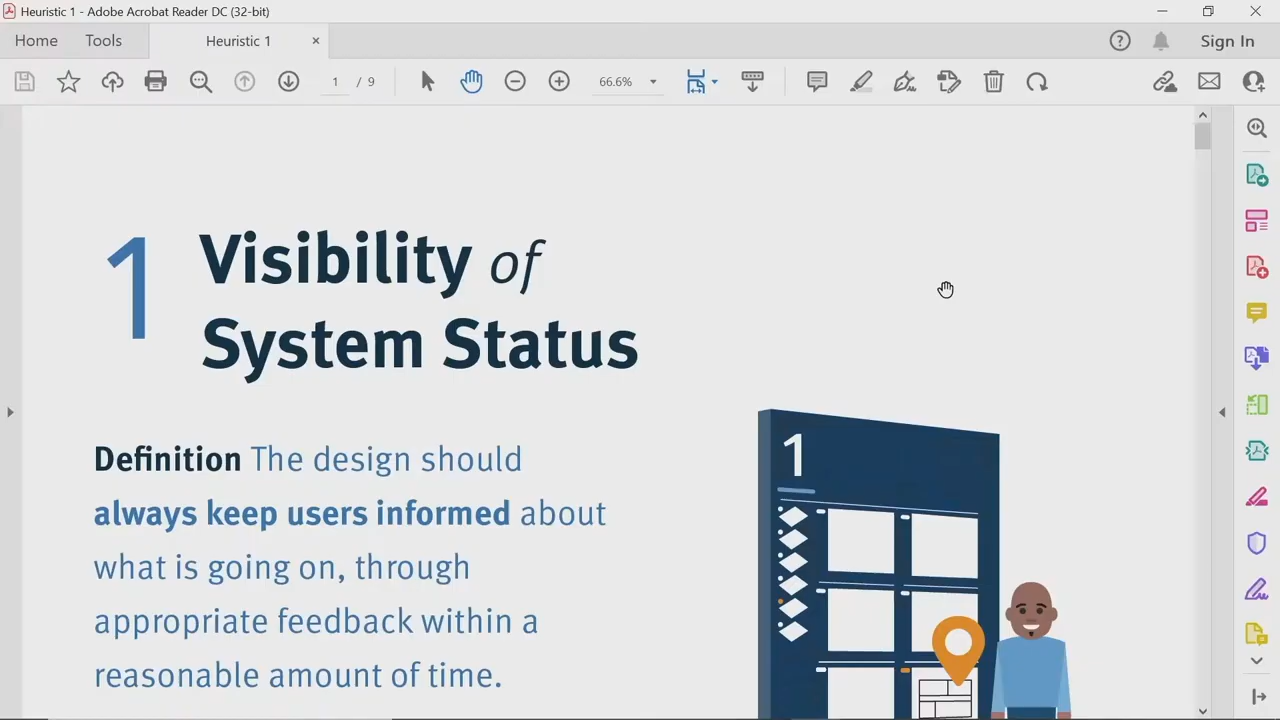 Heuristic 1 - Adobe Acrobat Reader DC (32-bit)
Home Tools Heuristic 1 Sign In
1 / 9 66.6%
1 Visibility of
System Status
Definition The design should
always keep users informed about
what is going on, through
appropriate feedback within a
reasonable amount of time.
1